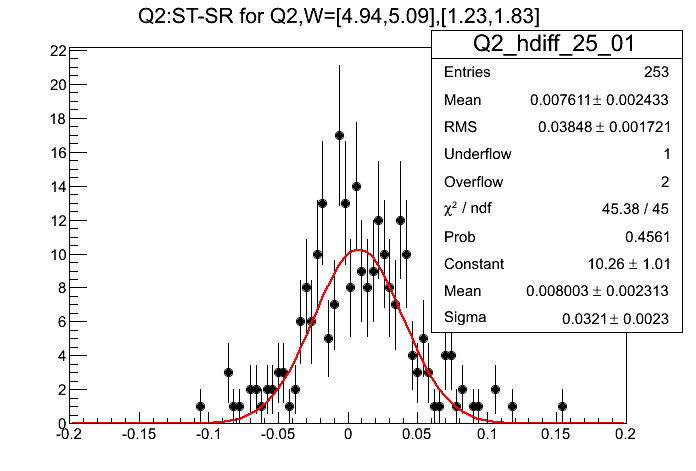 Q2:ST-SR for Q2,W=[4.94,5.09],[1.23,1.83]
Q2_hdiff_25_01
Entries 253
Mean 0.007611 ± 0.002433
RMS 0.03848 ± 0.001721
Underflow 1
Overflow 2
χ² / ndf 45.38 / 45
Prob 0.4561
Constant 10.26 ± 1.01
Mean 0.008003 ± 0.002313
Sigma 0.0321 ± 0.0023
22
20
18
16
14
12
10
8
6
4
2
0
-0.2 -0.15 -0.1 -0.05 0 0.05 0.1 0.15 0.2